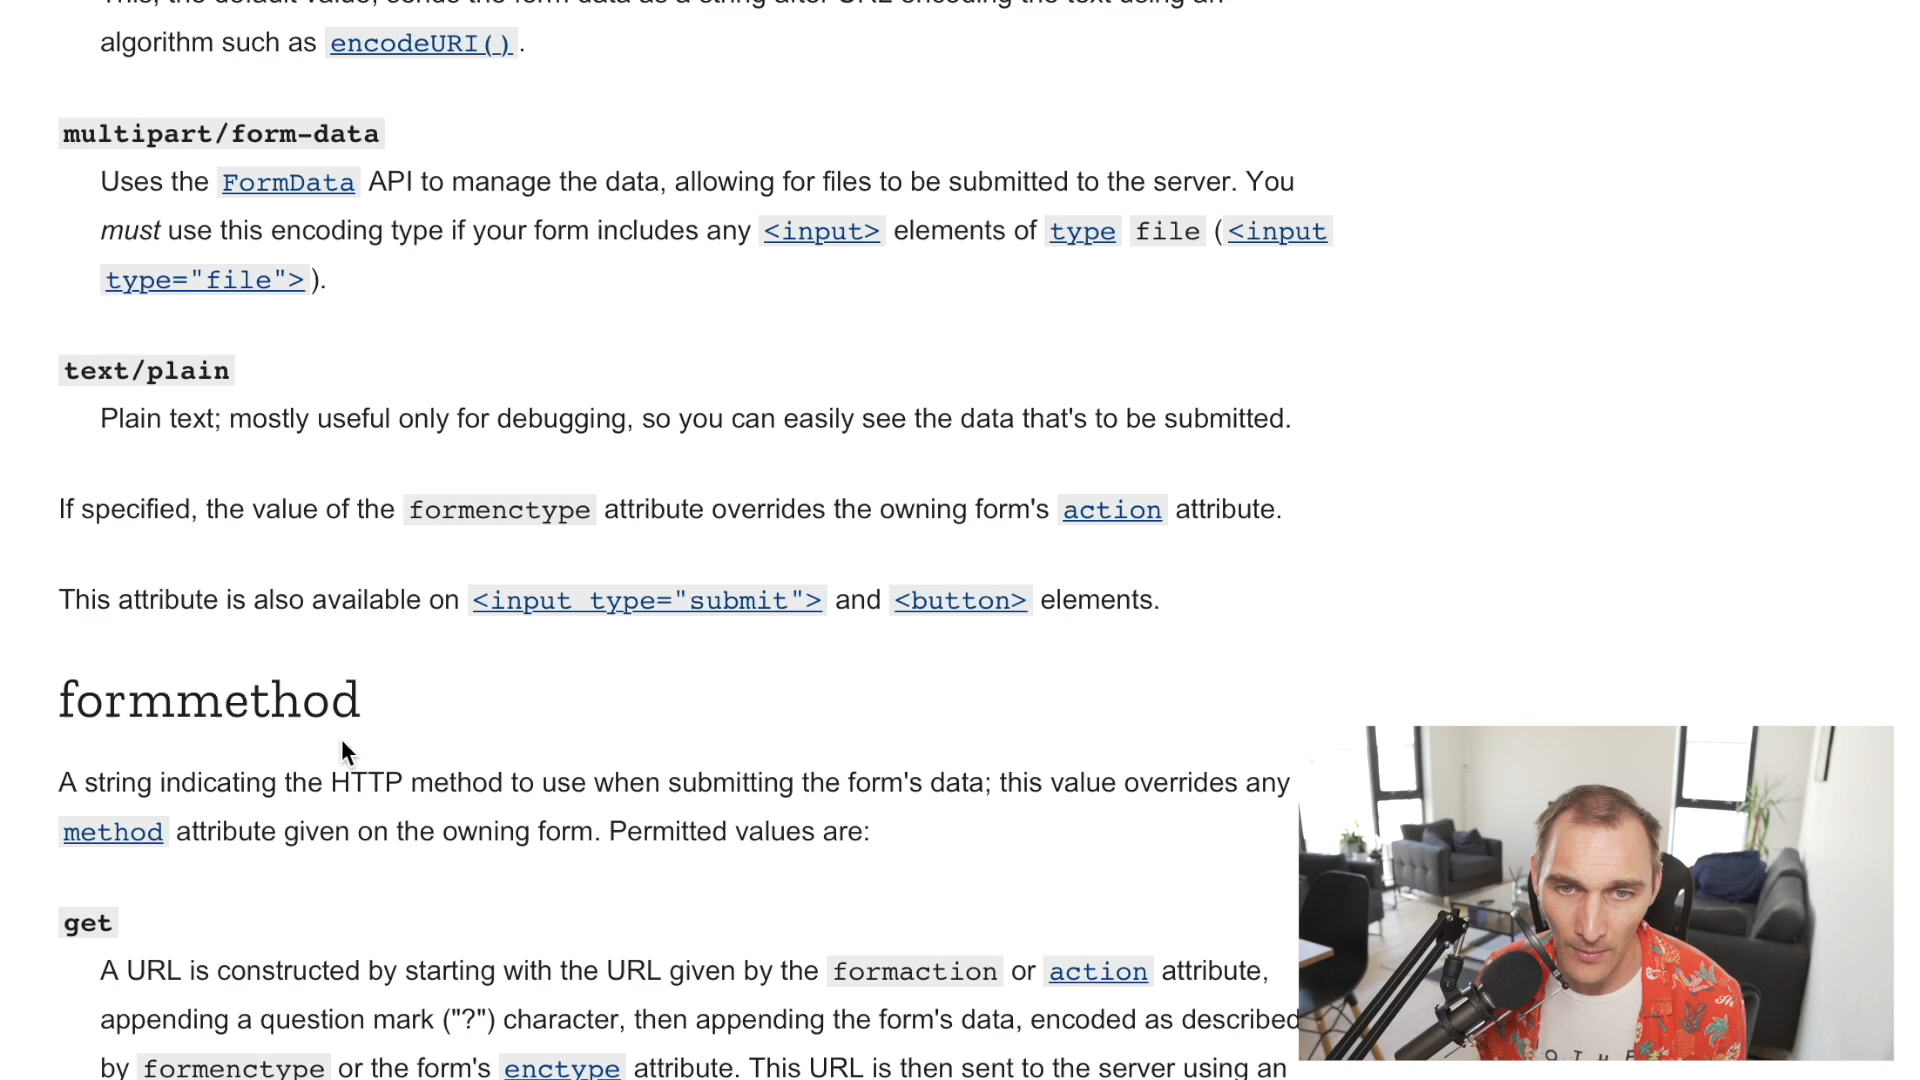 algorithm such as encodeURI().
multipart/form-data
Uses the FormData API to manage the data, allowing for files to be submitted to the server. You
must use this encoding type if your form includes any <input> elements of type file (<input
type="file">).
text/plain
Plain text; mostly useful only for debugging, so you can easily see the data that's to be submitted.
If specified, the value of the formenctype attribute overrides the owning form's action attribute.
This attribute is also available on <input type="submit"> and <button> elements.
formmethod
A string indicating the HTTP method to use when submitting the form's data; this value overrides any
method attribute given on the owning form. Permitted values are:
get
A URL is constructed by starting with the URL given by the formaction or action attribute,
appending a question mark ("?") character, then appending the form's data, encoded as described
by formenctype or the form's enctype attribute. This URL is then sent to the server using an